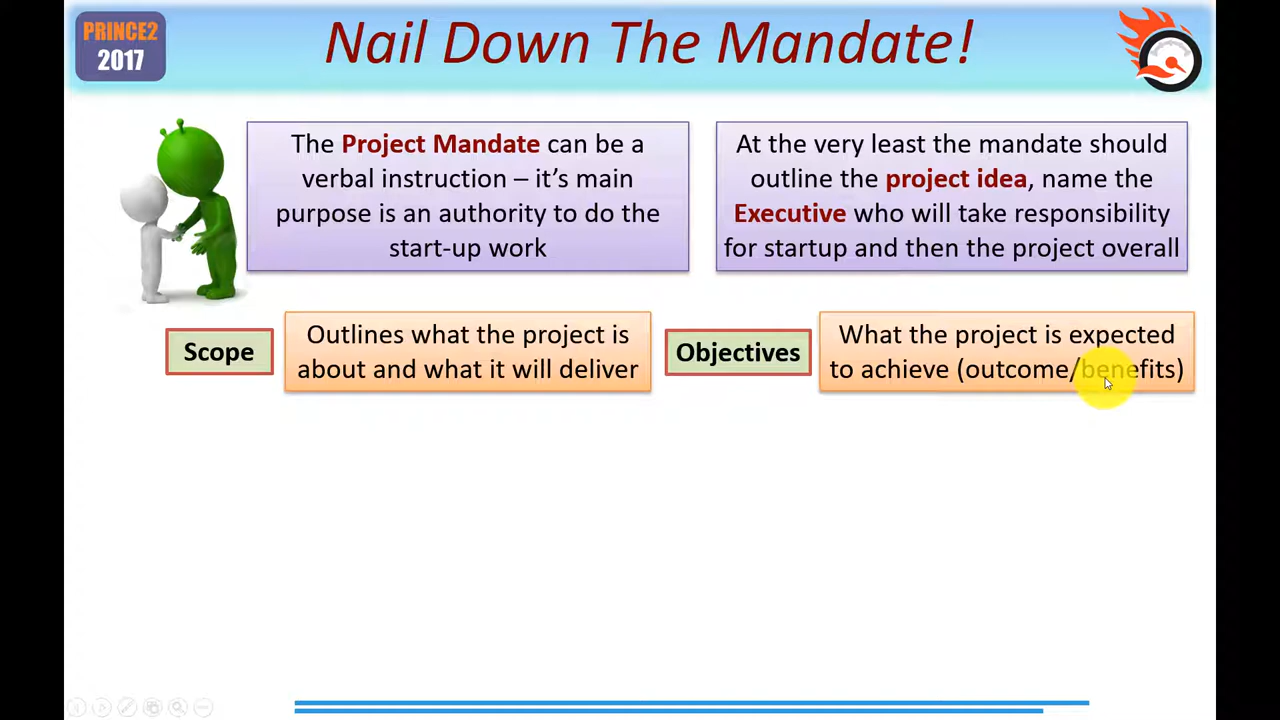 PRINCE2
2017
Nail Down The Mandate!
The Project Mandate can be a
verbal instruction – it's main
purpose is an authority to do the
start-up work
At the very least the mandate should
outline the project idea, name the
Executive who will take responsibility
for startup and then the project overall
Scope
Outlines what the project is
about and what it will deliver
Objectives
What the project is expected
to achieve (outcome/benefits)